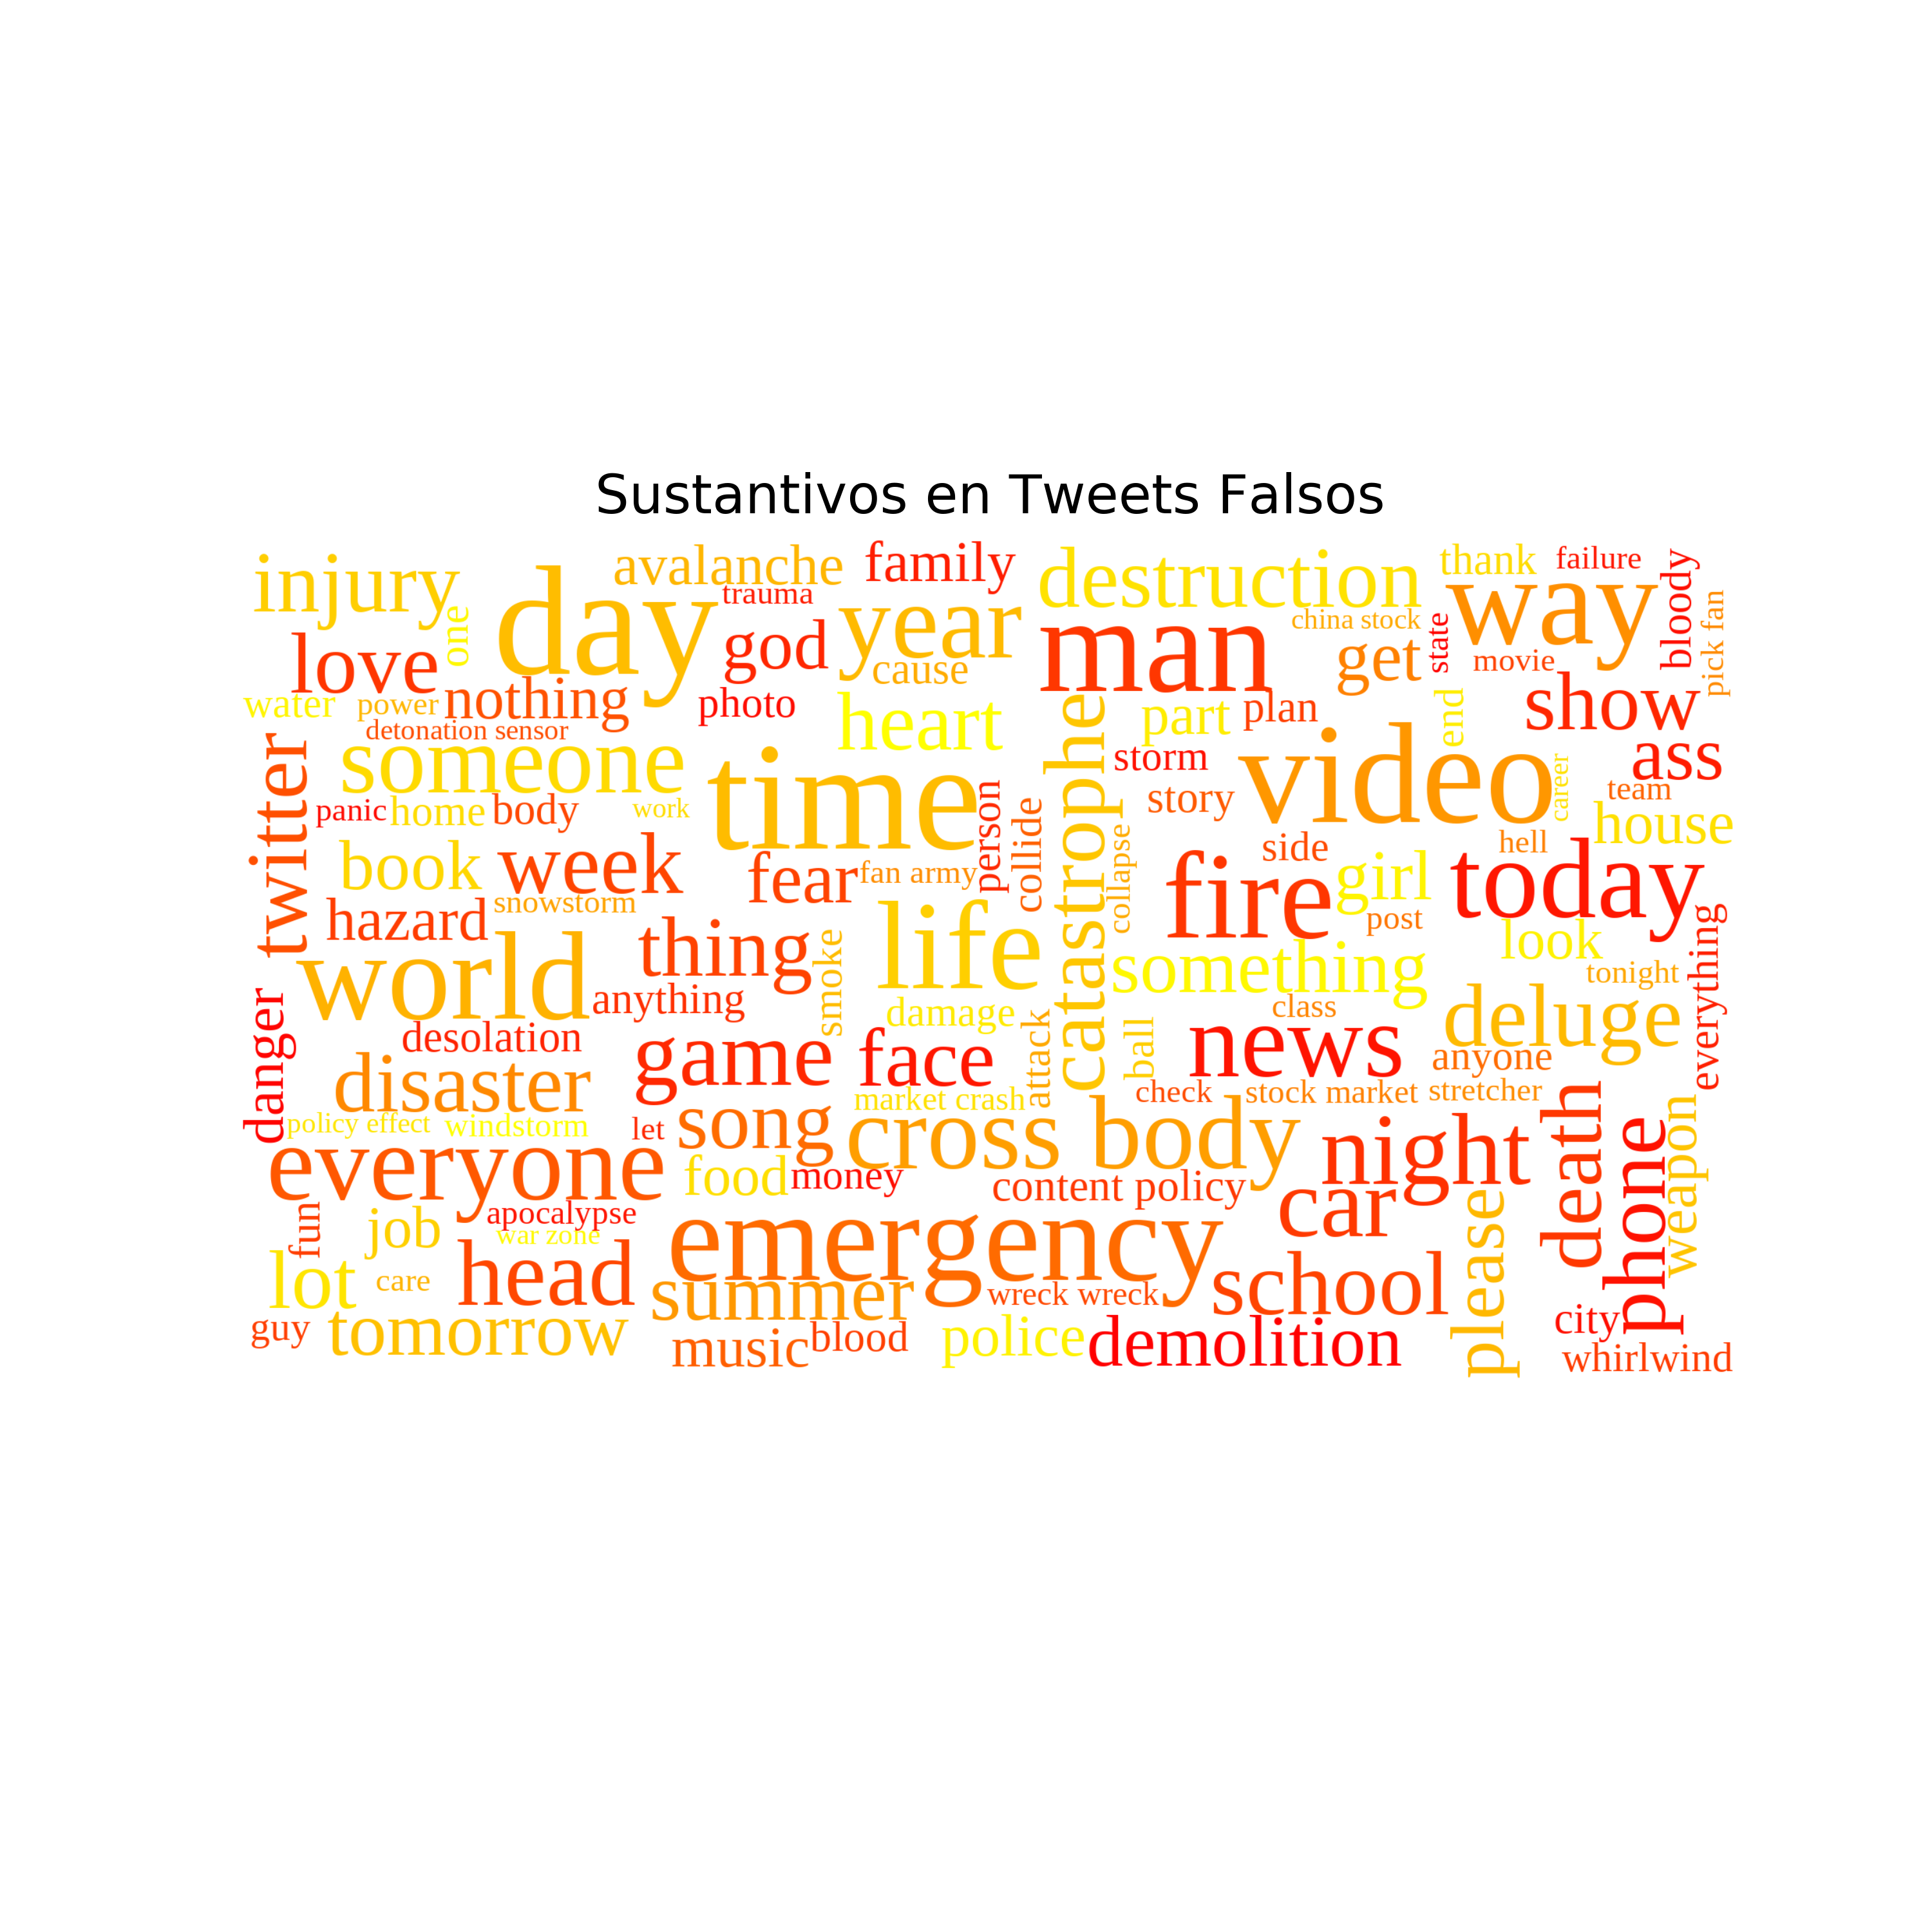 Sustantivos en Tweets Falsos
injury
avalanche
family
destruction
thank
failure
bloody
day
trauma
year
way
one
pick fan
china stock
man
god
state
love
get
cause
movie
nothing
water
power
photo
heart
part
plan
end
show
detonation sensor
catastrophe
someone
twitter
time
storm
video
ass
career
team
panic
home
body
work
person
collide
story
house
book
week
fear
fan army
collapse
side
hell
girl
today
fire
hazard
snowstorm
thing
life
post
look
everything
world
smoke
something
tonight
anything
damage
class
deluge
danger
desolation
attack
ball
news
anyone
game
face
disaster
market crash
check
stock market
stretcher
policy effect
windstorm
let
song
cross body
night
death
weapon
phone
everyone
food
money
content policy
car
please
fun
job
apocalypse
war zone
emergency
lot
care
head
summer
wreck wreck
school
guy
tomorrow
music
blood
police
demolition
city
whirlwind